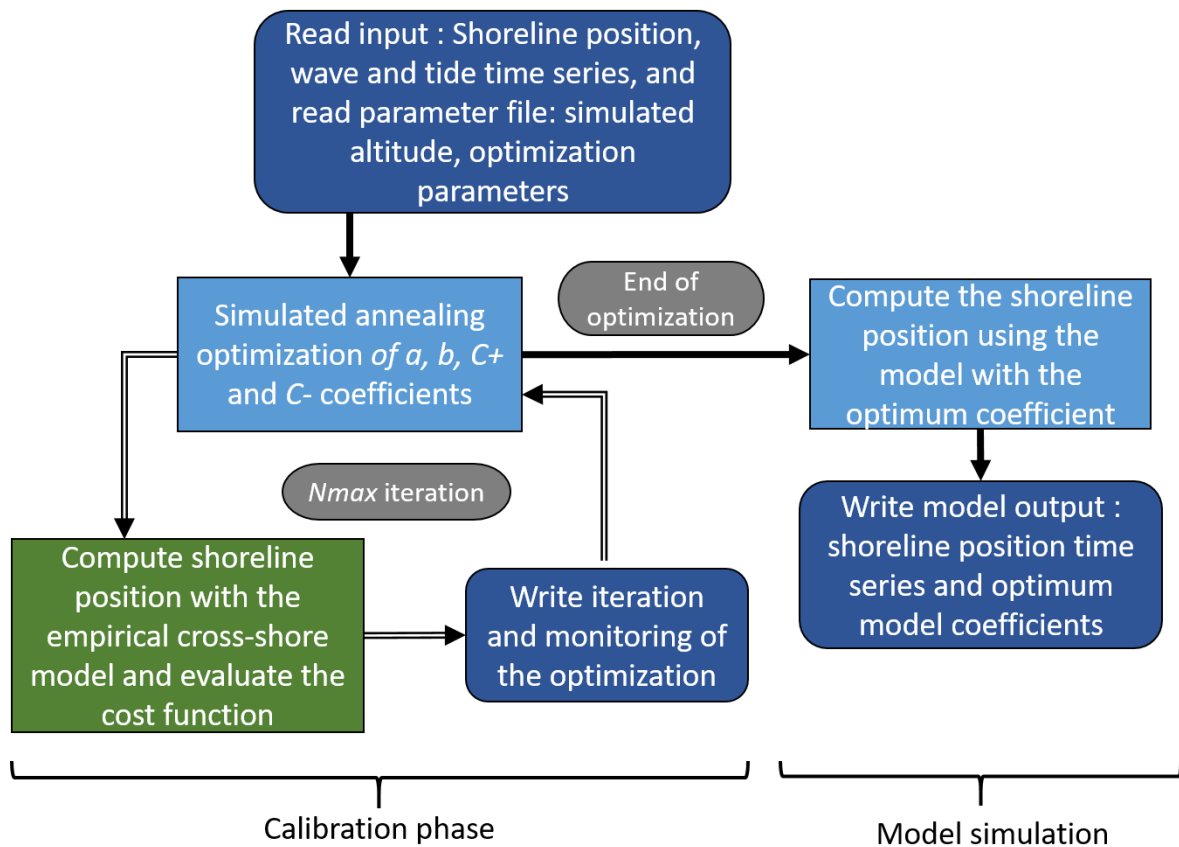 Read input : Shoreline position,
wave and tide time series, and
read parameter file: simulated
altitude, optimization
parameters
Simulated annealing
optimization of a, b, C+
and C- coefficients
End of
optimization
Compute the shoreline
position using the
model with the
optimum coefficient
Nmax iteration
Compute shoreline
position with the
empirical cross-shore
model and evaluate the
cost function
Write iteration
and monitoring of
the optimization
Write model output :
shoreline position time
series and optimum
model coefficients
Calibration phase
Model simulation